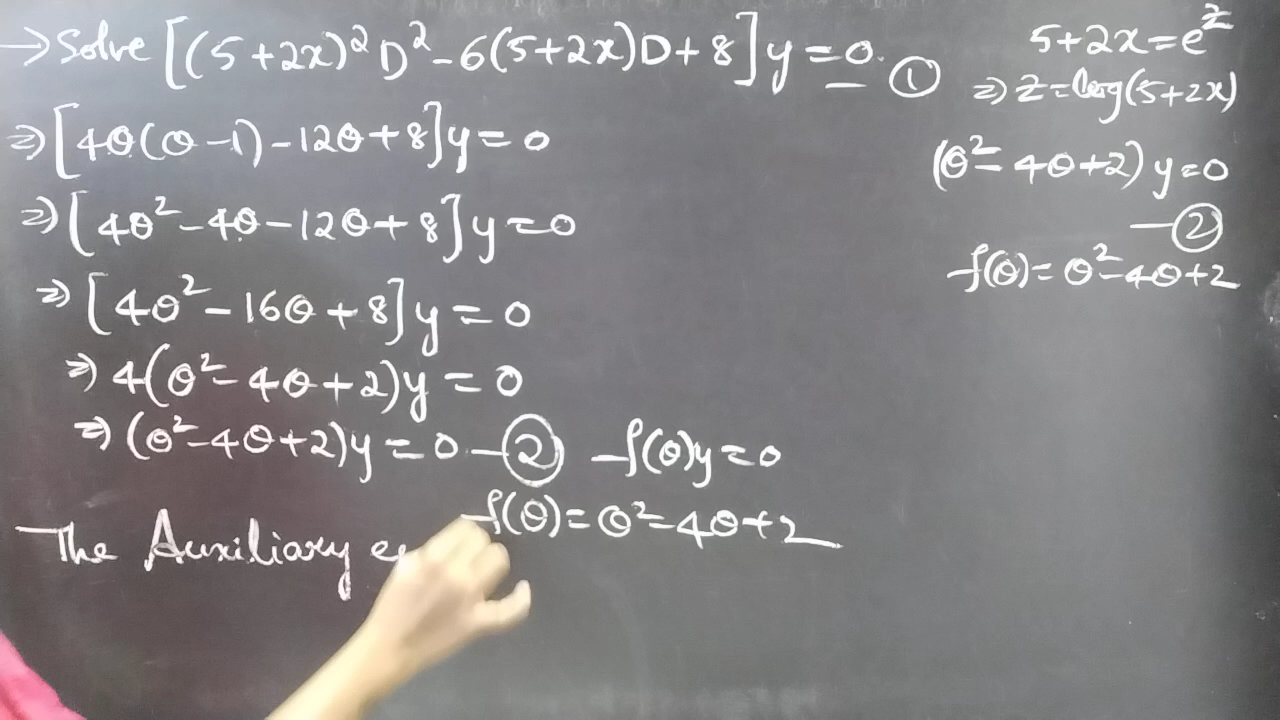 → Solve [(5+2x)²D²-6(5+2x)D+8]y=0. — ①
⇒ [4θ(θ-1)-12θ+8]y=0
⇒ [4θ²-4θ-12θ+8]y=0
⇒ [4θ²-16θ+8]y=0
⇒ 4(θ²-4θ+2)y=0
⇒ (θ²-4θ+2)y=0 — ② f(θ)y=0
f(θ)=θ²-4θ+2
The Auxiliary
5+2x=e^z
⇒ z=log(5+2x)
(θ²-4θ+2)y=0
— ②
f(θ)=θ²-4θ+2